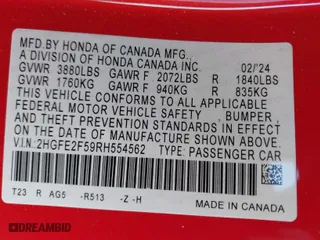 MFD.BY HONDA OF CANADA MFG.,
A DIVISION OF HONDA CANADA INC. 02/'24
GVWR 3880LBS GAWR F 2072LBS R 1840LBS
GVWR 1760KG GAWR F 940KG R 835KG
THIS VEHICLE CONFORMS TO ALL APPLICABLE
FEDERAL MOTOR VEHICLE SAFETY , BUMPER ,
AND THEFT PREVENTION STANDARDS IN EFFECT
ON THE DATE OF MANUFACTURE SHOWN ABOVE.
V.I.N:2HGFE2F59RH554562 TYPE: PASSENGER CAR
T23 R AG5 -R513 -Z -H
MADE IN CANADA
epicvin